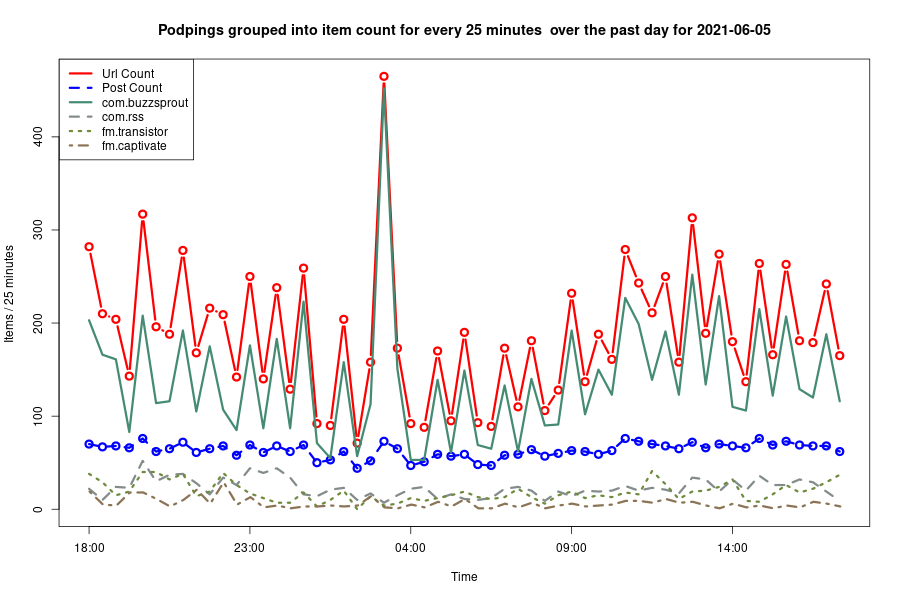 Podpings grouped into item count for every 25 minutes  over the past day for 2021-06-05
Url Count
Post Count
com.buzzsprout
com.rss
fm.transistor
fm.captivate
Items / 25 minutes
400
300
200
100
0
18:00 23:00 04:00 09:00 14:00
Time